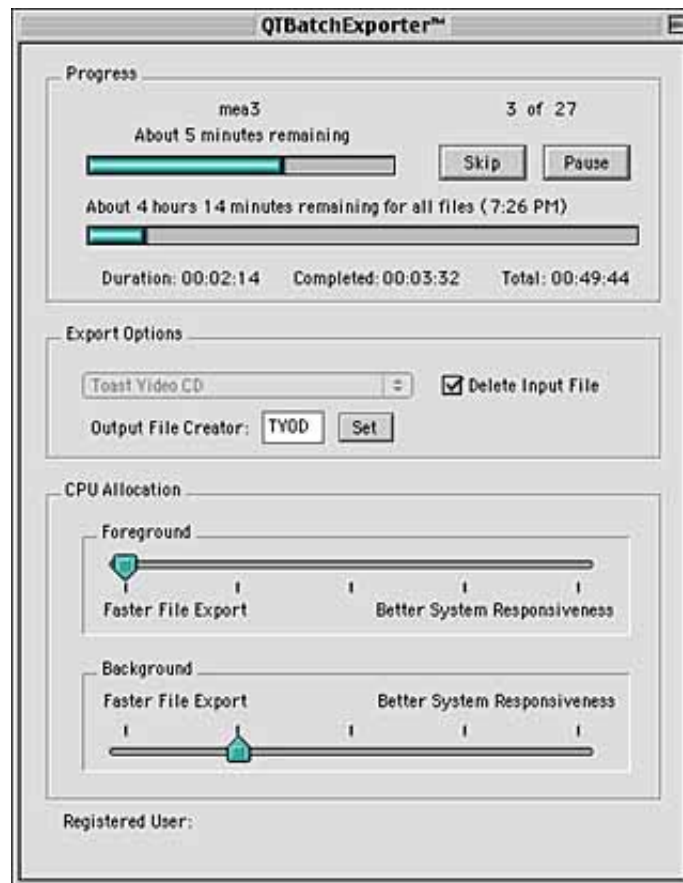 QTBatchExporter™
Progress
mea3 3 of 27
About 5 minutes remaining
Skip Pause
About 4 hours 14 minutes remaining for all files (7:26 PM)
Duration: 00:02:14 Completed: 00:03:32 Total: 00:49:44
Export Options
Toast Video CD Delete Input File
Output File Creator: TVOD Set
CPU Allocation
Foreground
Faster File Export Better System Responsiveness
Background
Faster File Export Better System Responsiveness
Registered User: